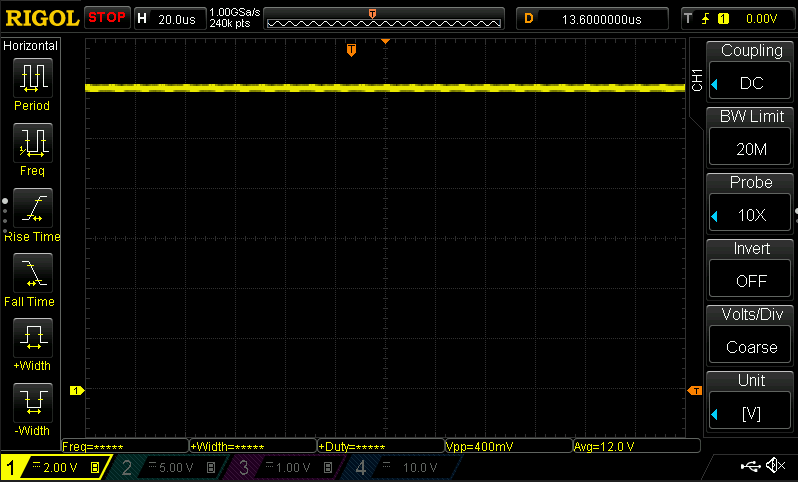 RIGOL STOP H 20.0us 1.00GSa/s 240k pts T D 13.6000000us T 1 0.00V
Horizontal
Period
Freq
Rise Time
Fall Time
+Width
-Width
T
1
T
CH1
Coupling
DC
BW Limit
20M
Probe
10X
Invert
OFF
Volts/Div
Coarse
Unit
[V]
Freq=***** +Width=***** +Duty=***** Vpp=400mV Avg=12.0 V
1 2.00 V B 2 5.00 V B 3 1.00 V B 4 10.0 V